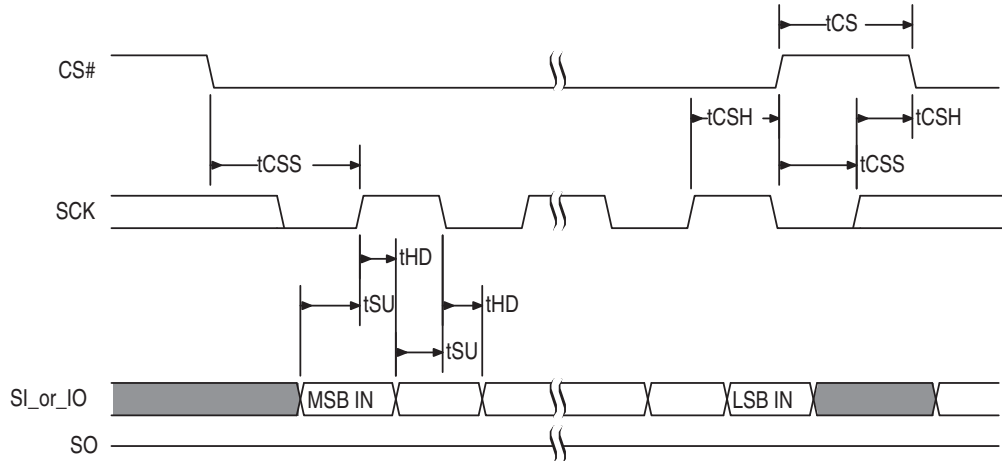 tCS
CS#
tCSH
tCSH
tCSS
tCSS
SCK
tHD
tSU
tHD
tSU
SI_or_IO
MSB IN
LSB IN
SO